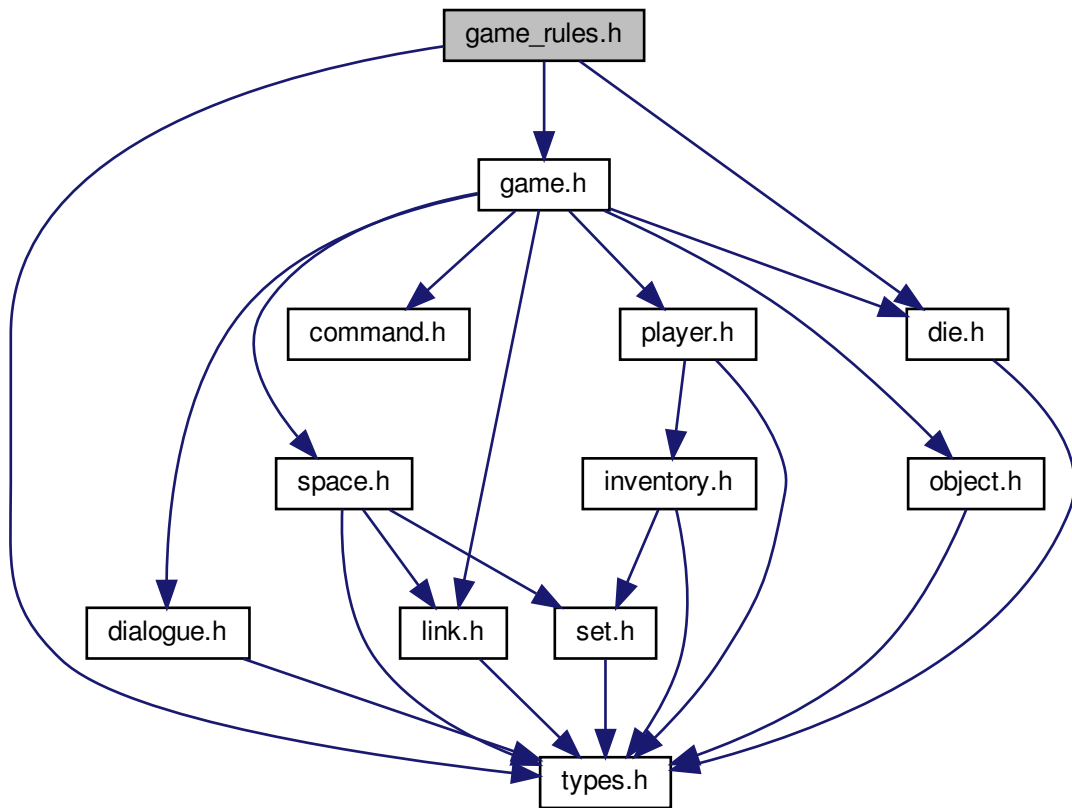 game_rules.h
game.h
command.h
player.h
die.h
space.h
inventory.h
object.h
dialogue.h
link.h
set.h
types.h